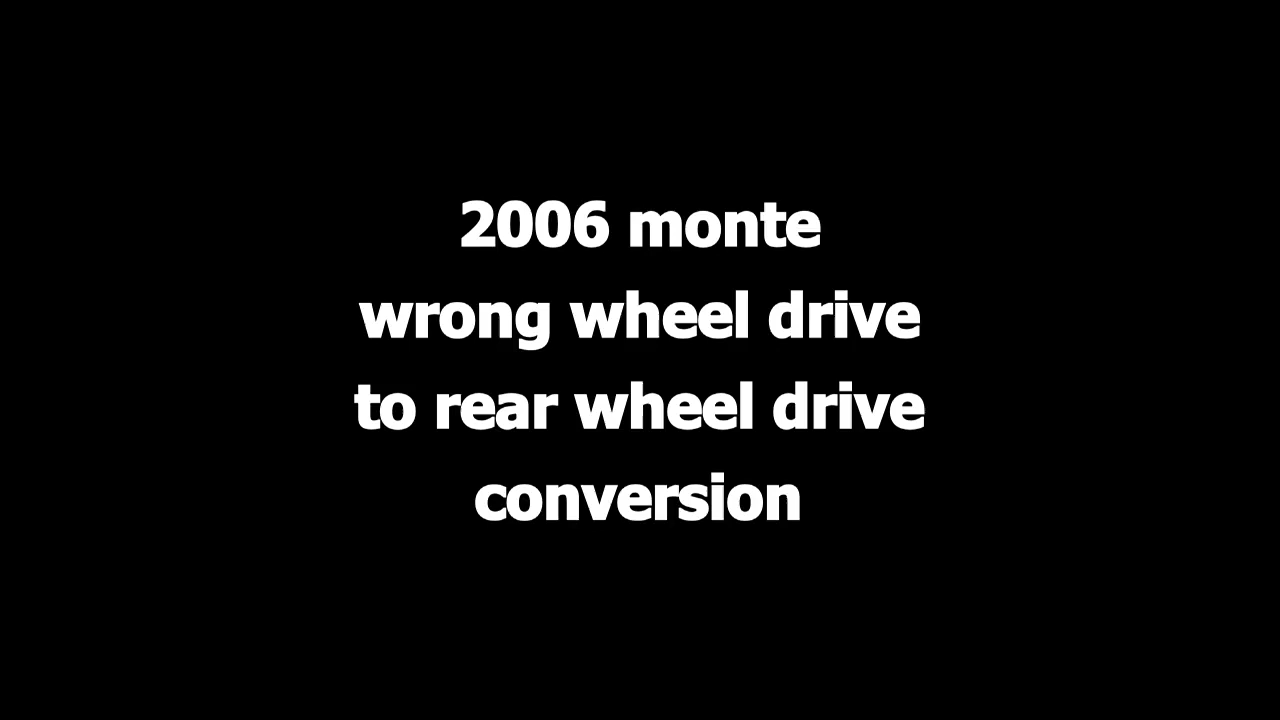 2006 monte
wrong wheel drive
to rear wheel drive
conversion